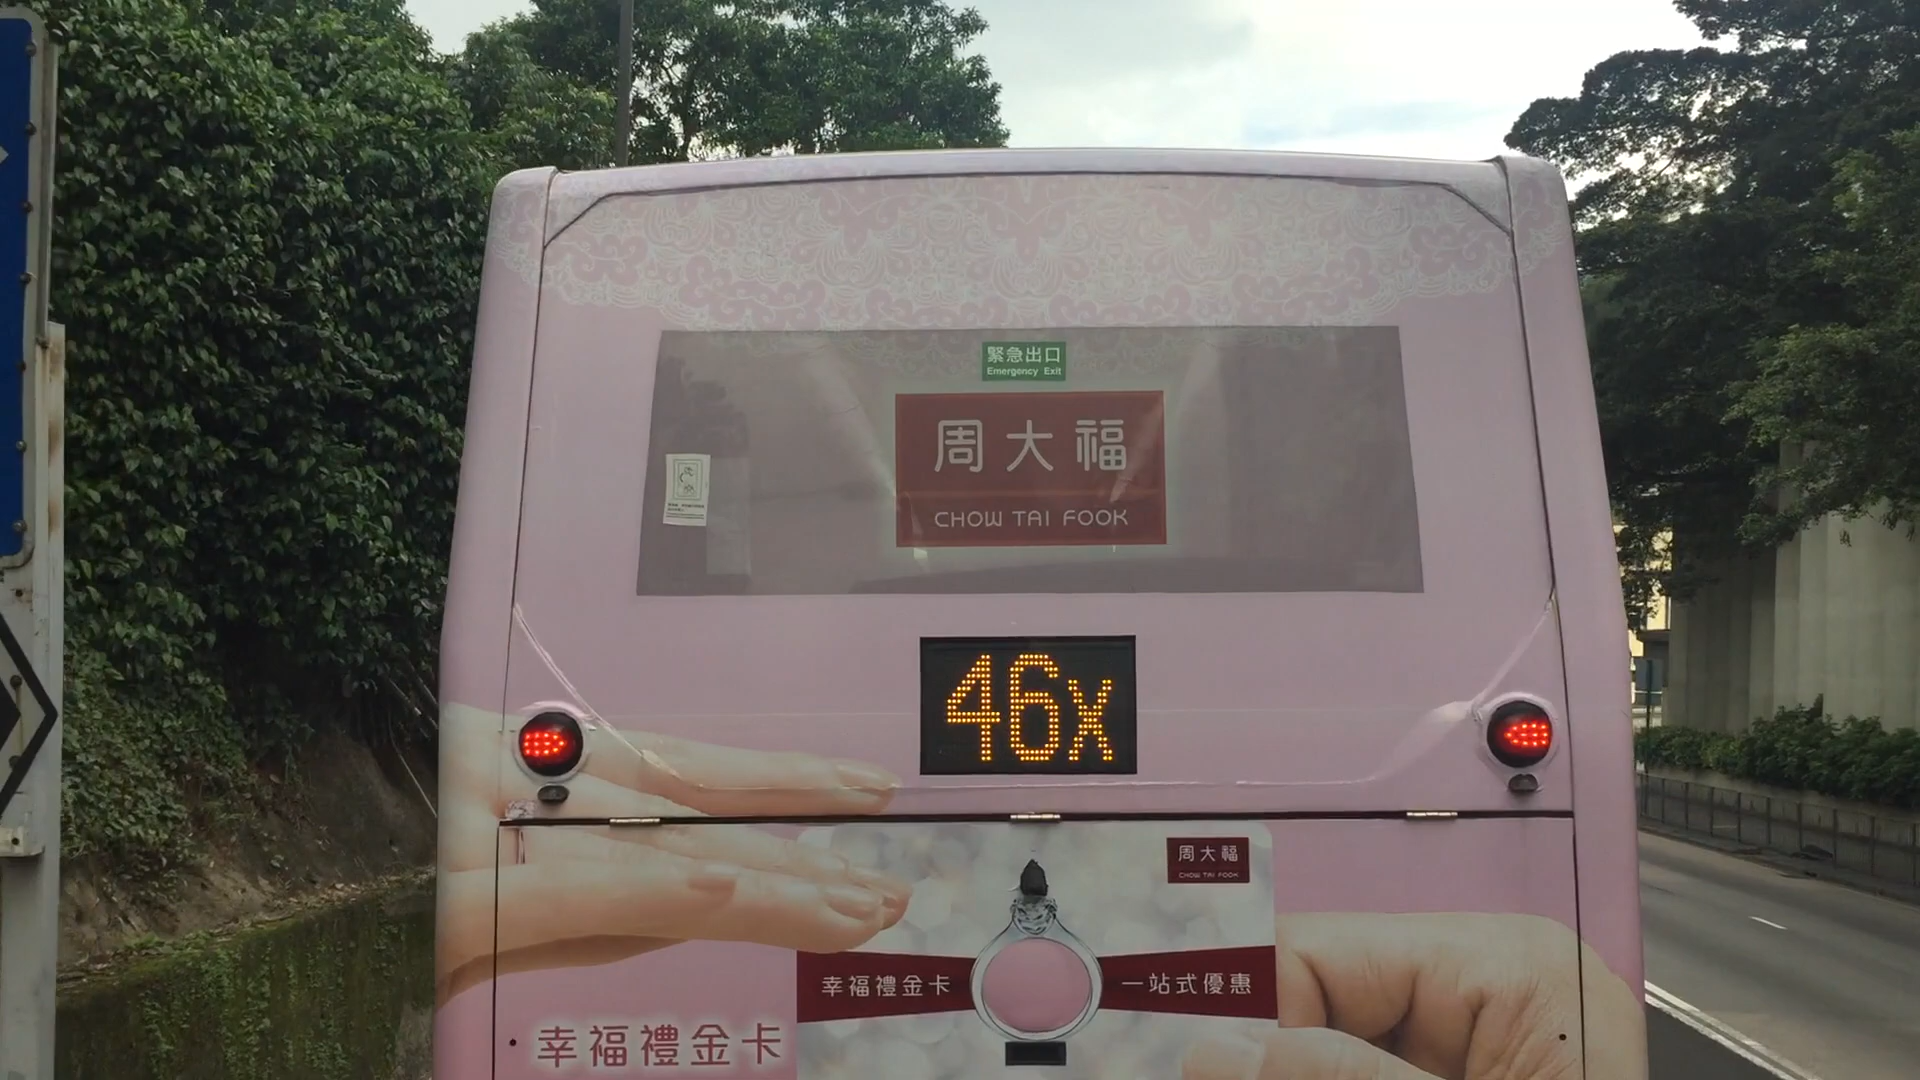 緊急出口
Emergency Exit
周大福
CHOW TAI FOOK
46X
周大福
CHOW TAI FOOK
幸福禮金卡
一站式優惠
幸福禮金卡